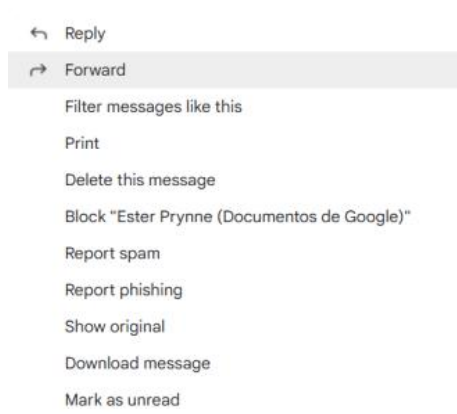 Reply
Forward
Filter messages like this
Print
Delete this message
Block "Ester Prynne (Documentos de Google)"
Report spam
Report phishing
Show original
Download message
Mark as unread